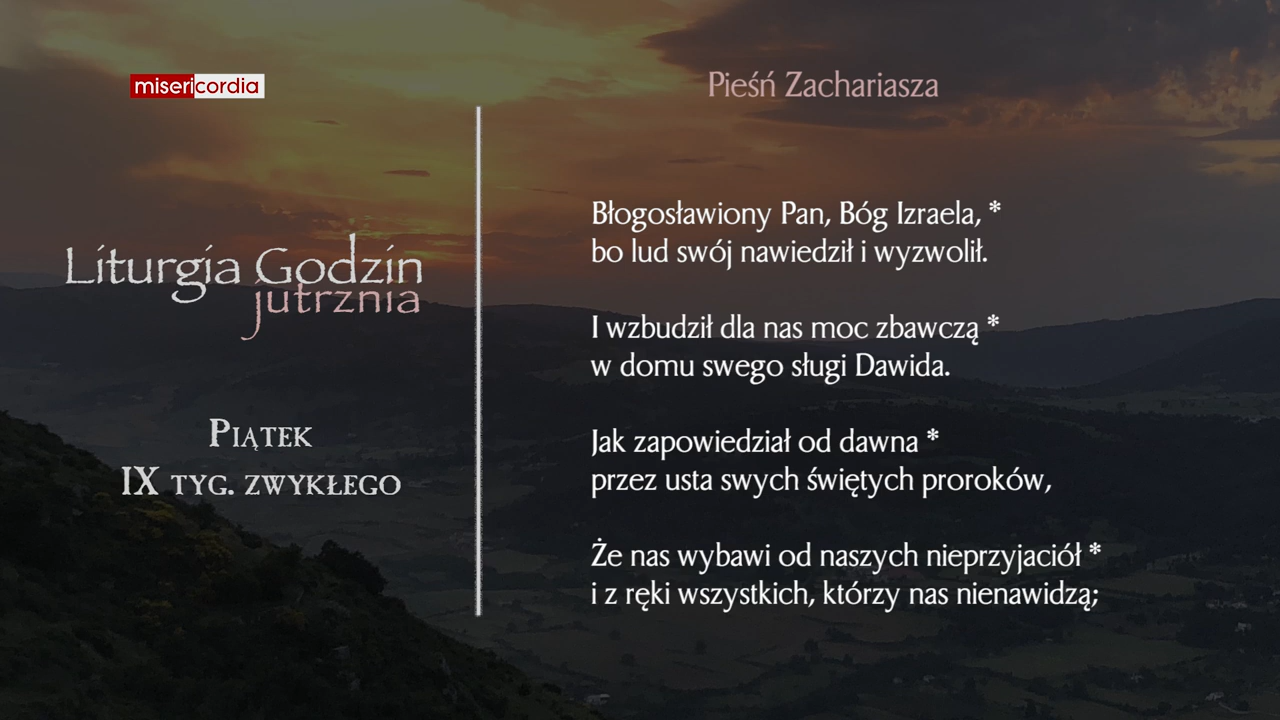 misericordia
Liturgia Godzin
jutrznia
Piątek
IX tyg. zwykłego
Pieśń Zachariasza
Błogosławiony Pan, Bóg Izraela, *
bo lud swój nawiedził i wyzwolił.
I wzbudził dla nas moc zbawczą *
w domu swego sługi Dawida.
Jak zapowiedział od dawna *
przez usta swych świętych proroków,
Że nas wybawi od naszych nieprzyjaciół *
i z ręki wszystkich, którzy nas nienawidzą;